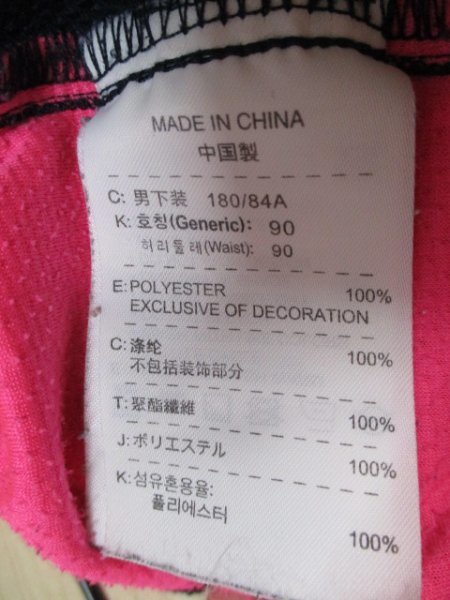 MADE IN CHINA
中国製
C: 男下装 180/84A
K: 호칭(Generic): 90
허리둘레(Waist): 90
E: POLYESTER 100%
EXCLUSIVE OF DECORATION
C: 涤纶 100%
不包括装饰部分
T: 聚酯纖維 100%
J: ポリエステル 100%
K: 섬유혼용율:
폴리에스터 100%